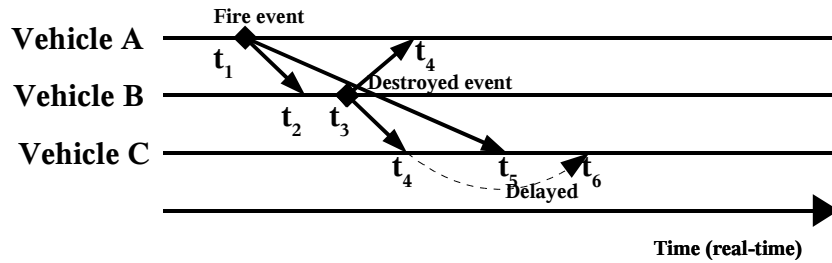 Fire event
Vehicle A
t1
t4
Destroyed event
Vehicle B
t2
t3
Vehicle C
t4
t5
t6
Delayed
Time (real-time)